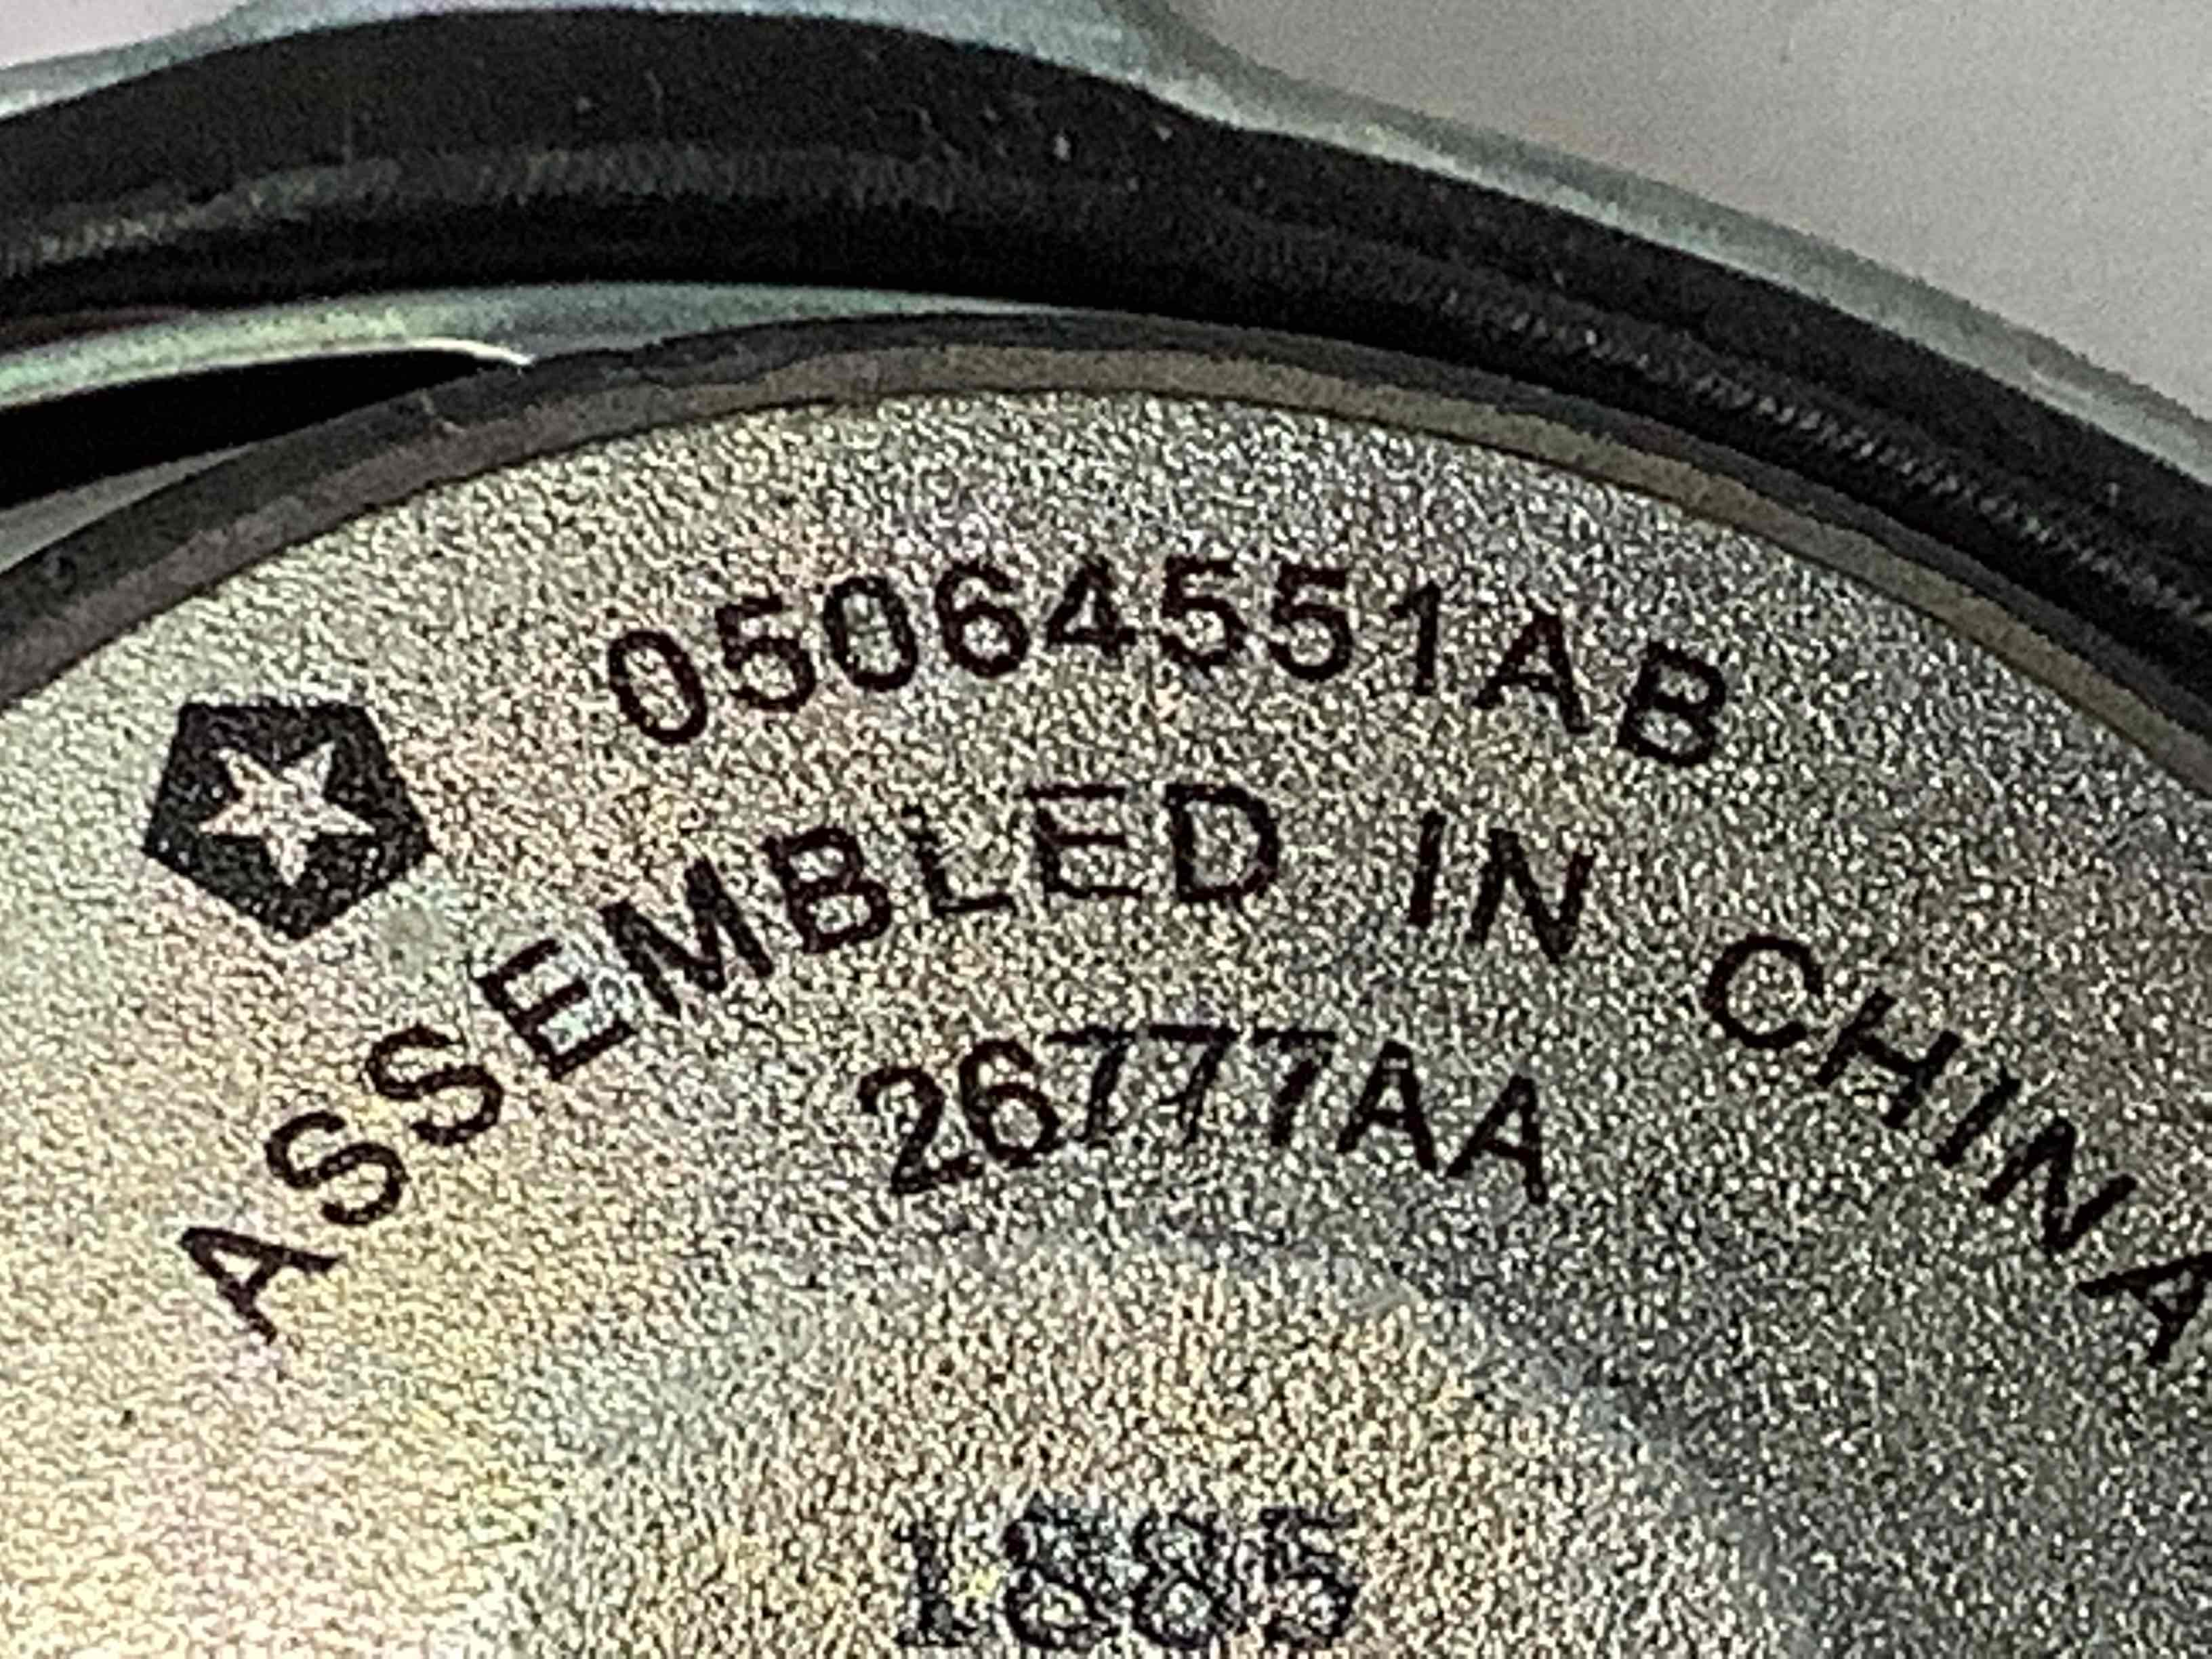 05064551AB
ASSEMBLED IN CHINA
26777AA
1885